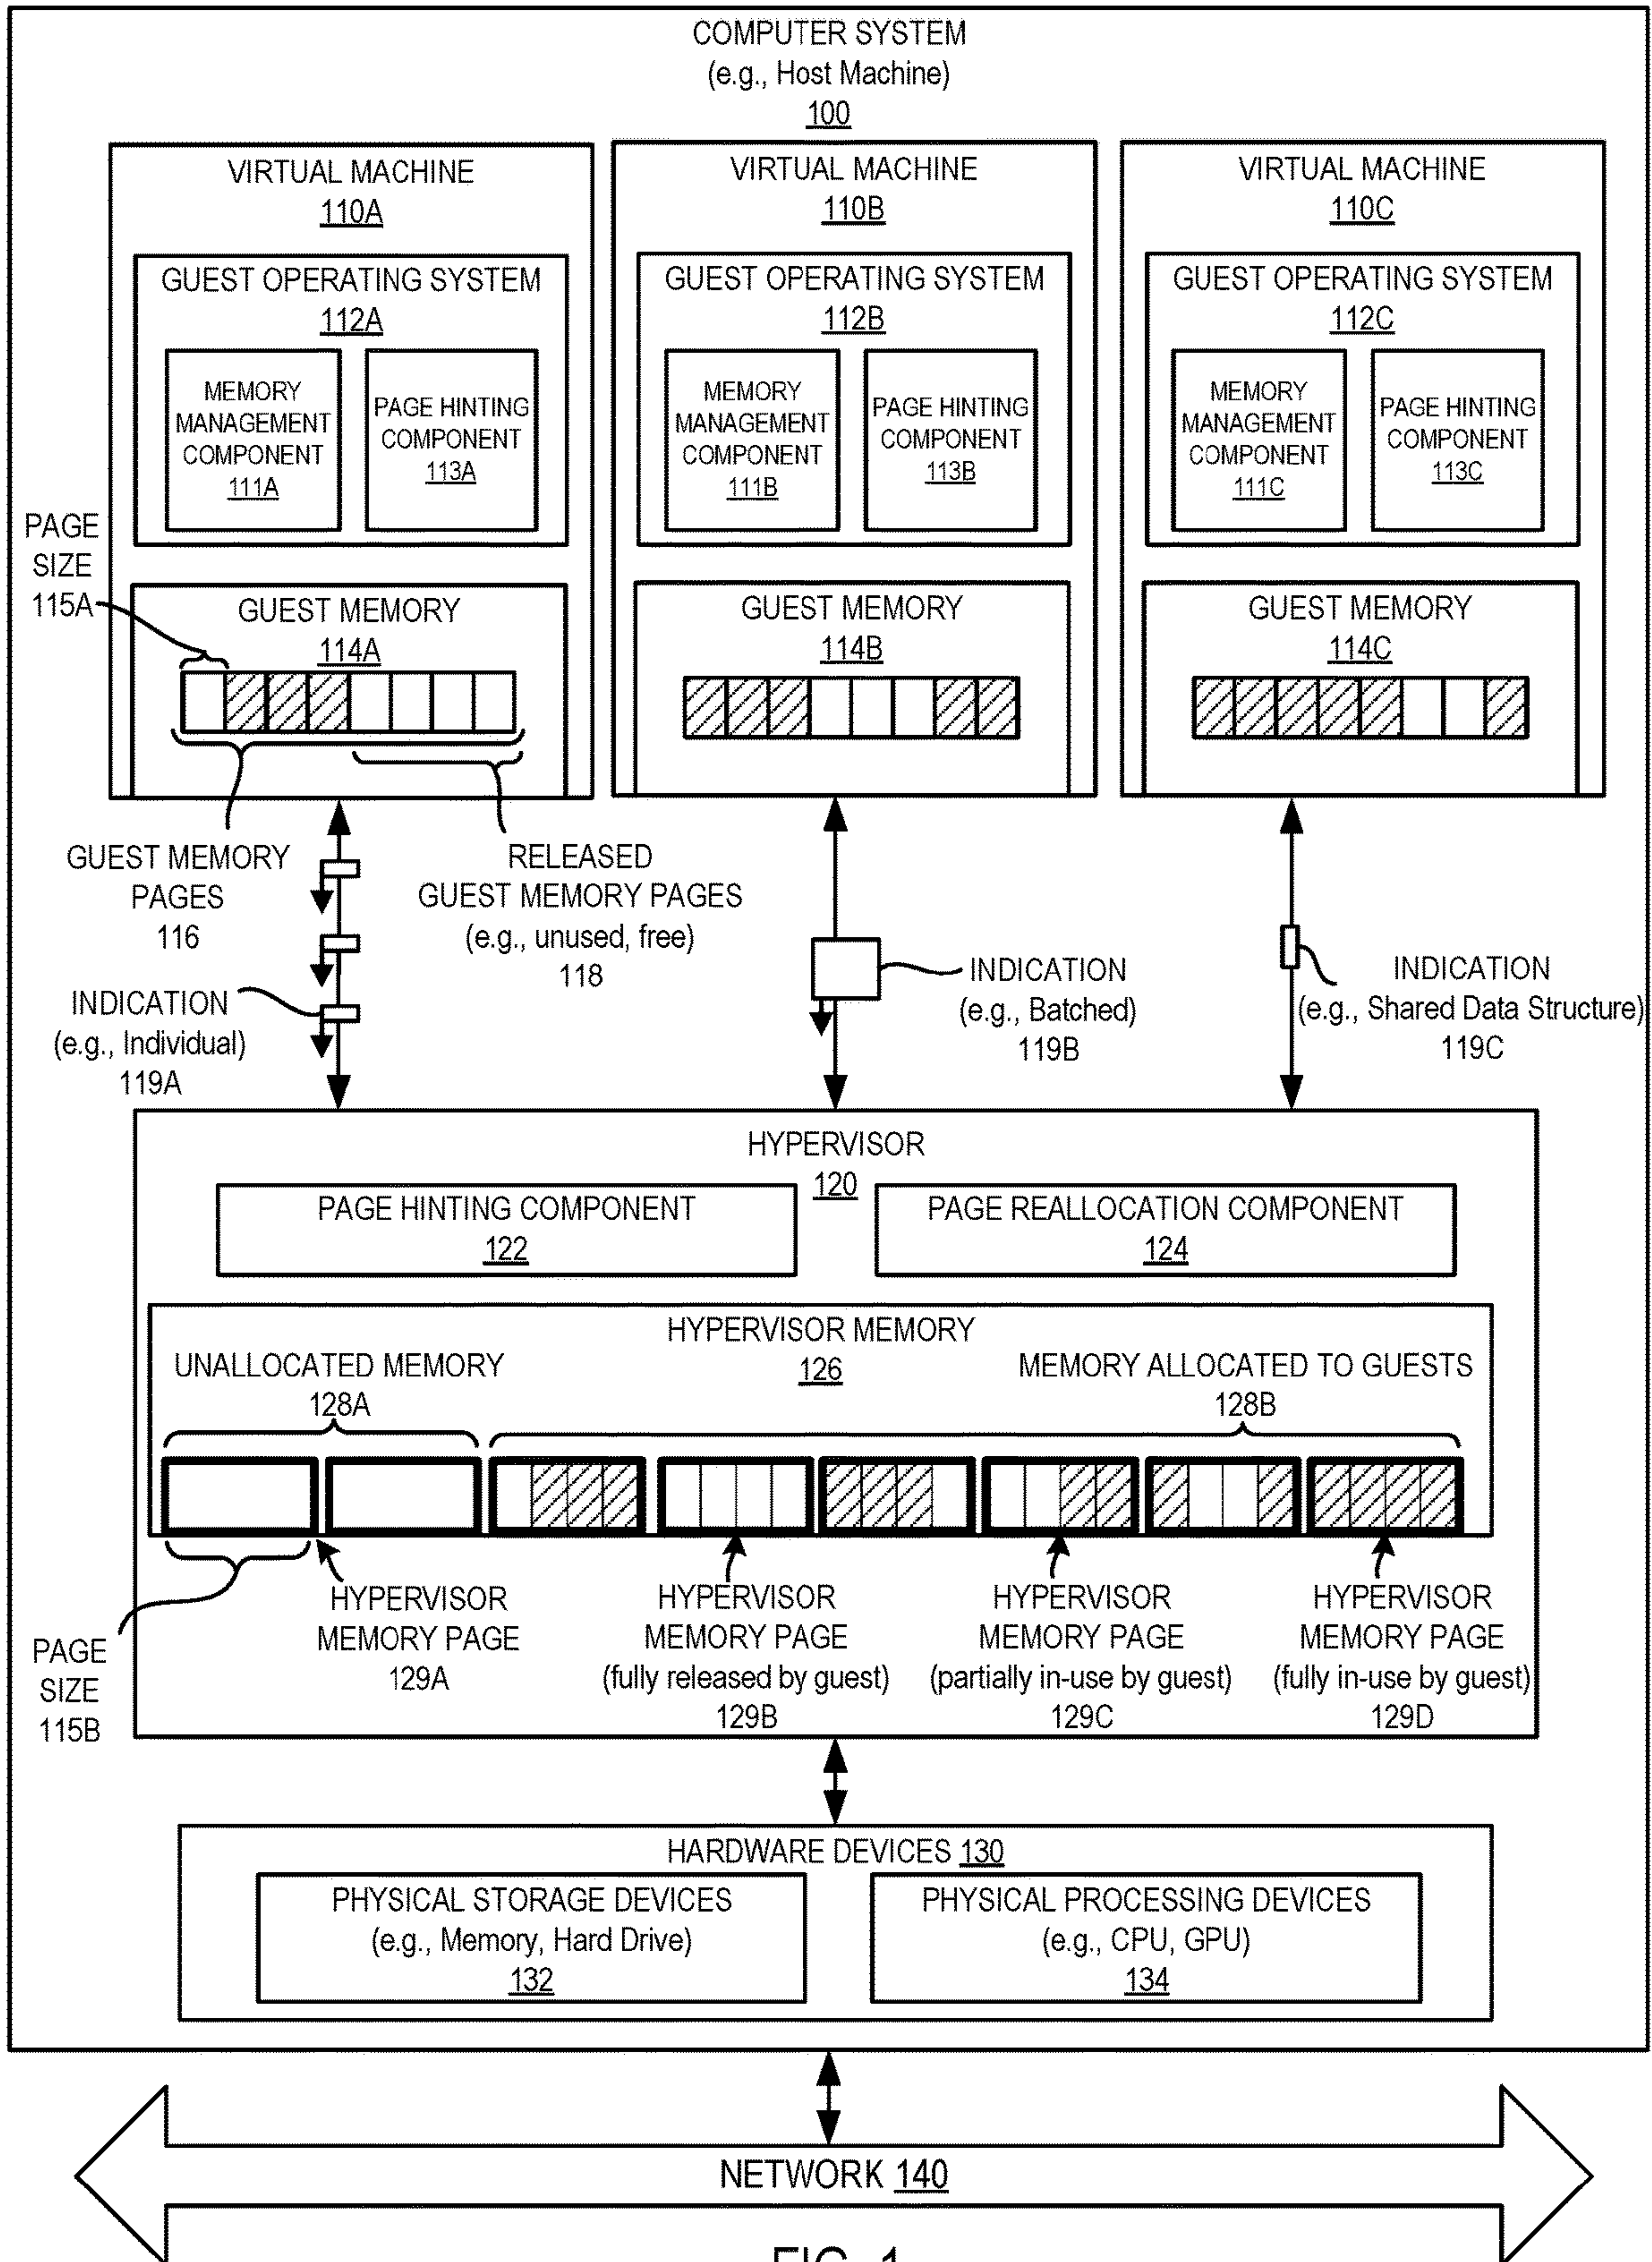 COMPUTER SYSTEM
(e.g., Host Machine)
100
VIRTUAL MACHINE
110A
GUEST OPERATING SYSTEM
112A
MEMORY
MANAGEMENT
COMPONENT
111A
PAGE HINTING
COMPONENT
113A
PAGE
SIZE
115A
GUEST MEMORY
114A
VIRTUAL MACHINE
110B
GUEST OPERATING SYSTEM
112B
MEMORY
MANAGEMENT
COMPONENT
111B
PAGE HINTING
COMPONENT
113B
GUEST MEMORY
114B
VIRTUAL MACHINE
110C
GUEST OPERATING SYSTEM
112C
MEMORY
MANAGEMENT
COMPONENT
111C
PAGE HINTING
COMPONENT
113C
GUEST MEMORY
114C
GUEST MEMORY
PAGES
116
RELEASED
GUEST MEMORY PAGES
(e.g., unused, free)
118
INDICATION
(e.g., Individual)
119A
INDICATION
(e.g., Batched)
119B
INDICATION
(e.g., Shared Data Structure)
119C
HYPERVISOR
120
PAGE HINTING COMPONENT
122
PAGE REALLOCATION COMPONENT
124
HYPERVISOR MEMORY
126
UNALLOCATED MEMORY
128A
MEMORY ALLOCATED TO GUESTS
128B
PAGE
SIZE
115B
HYPERVISOR
MEMORY PAGE
129A
HYPERVISOR
MEMORY PAGE
(fully released by guest)
129B
HYPERVISOR
MEMORY PAGE
(partially in-use by guest)
129C
HYPERVISOR
MEMORY PAGE
(fully in-use by guest)
129D
HARDWARE DEVICES 130
PHYSICAL STORAGE DEVICES
(e.g., Memory, Hard Drive)
132
PHYSICAL PROCESSING DEVICES
(e.g., CPU, GPU)
134
NETWORK 140
FIG. 1